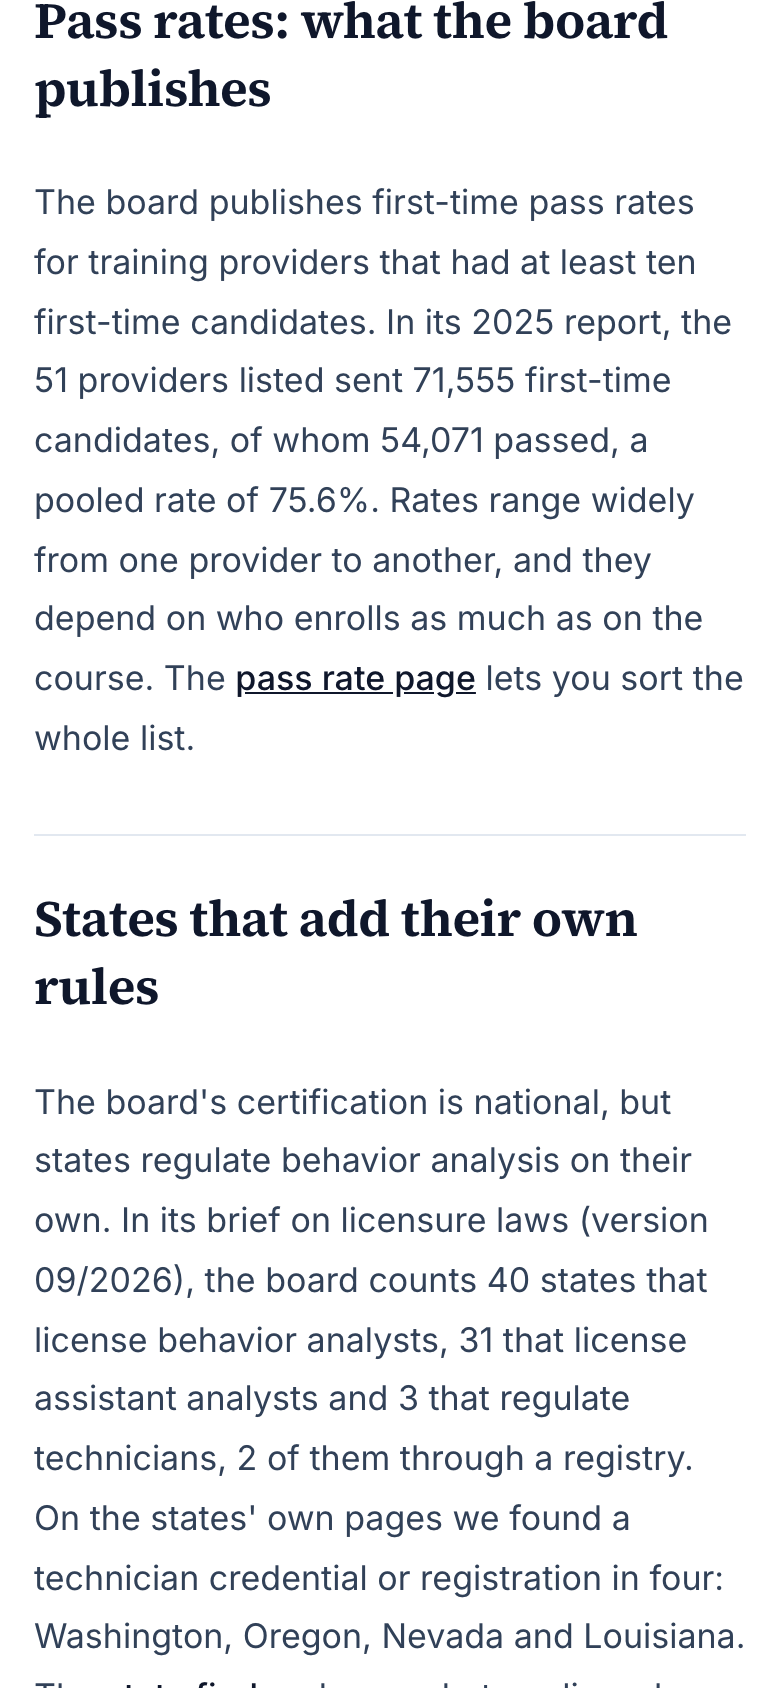 Pass rates: what the board
publishes
The board publishes first-time pass rates
for training providers that had at least ten
first-time candidates. In its 2025 report, the
51 providers listed sent 71,555 first-time
candidates, of whom 54,071 passed, a
pooled rate of 75.6%. Rates range widely
from one provider to another, and they
depend on who enrolls as much as on the
course. The pass rate page lets you sort the
whole list.
States that add their own
rules
The board's certification is national, but
states regulate behavior analysis on their
own. In its brief on licensure laws (version
09/2026), the board counts 40 states that
license behavior analysts, 31 that license
assistant analysts and 3 that regulate
technicians, 2 of them through a registry.
On the states' own pages we found a
technician credential or registration in four:
Washington, Oregon, Nevada and Louisiana.